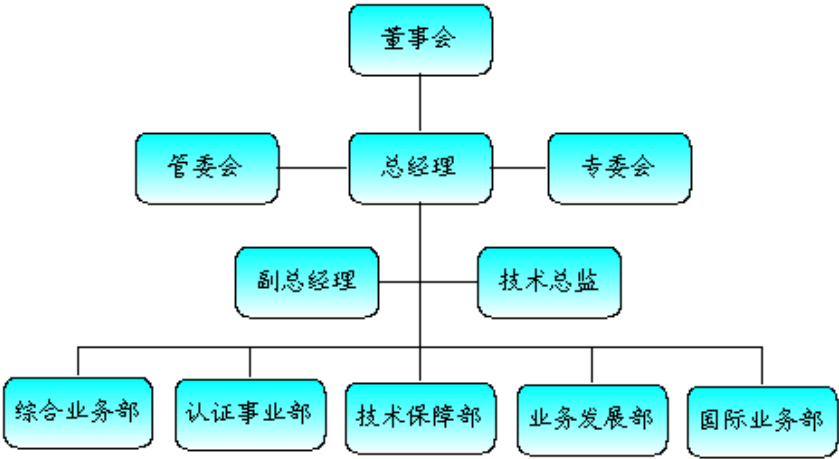 董事会
管委会
总经理
专委会
副总经理
技术总监
综合业务部
认证事业部
技术保障部
业务发展部
国际业务部